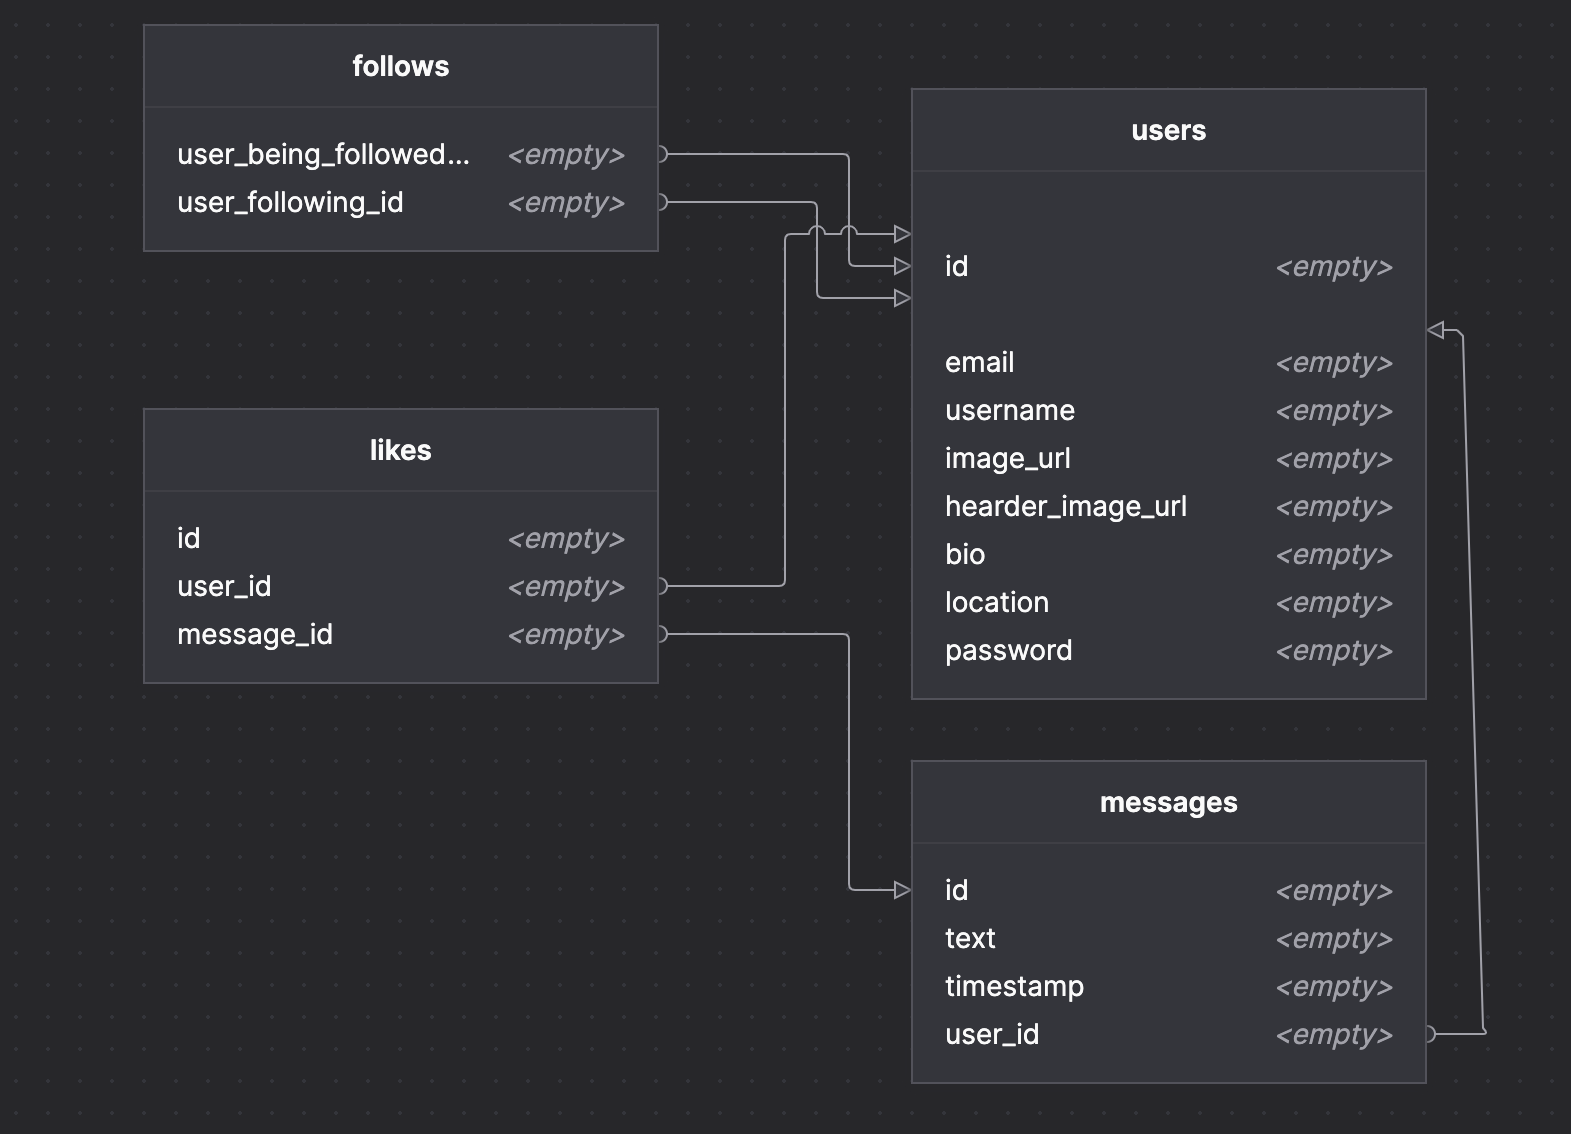 follows
user_being_followed... <empty>
user_following_id <empty>
users
id <empty>
email <empty>
username <empty>
image_url <empty>
hearder_image_url <empty>
bio <empty>
location <empty>
password <empty>
likes
id <empty>
user_id <empty>
message_id <empty>
messages
id <empty>
text <empty>
timestamp <empty>
user_id <empty>